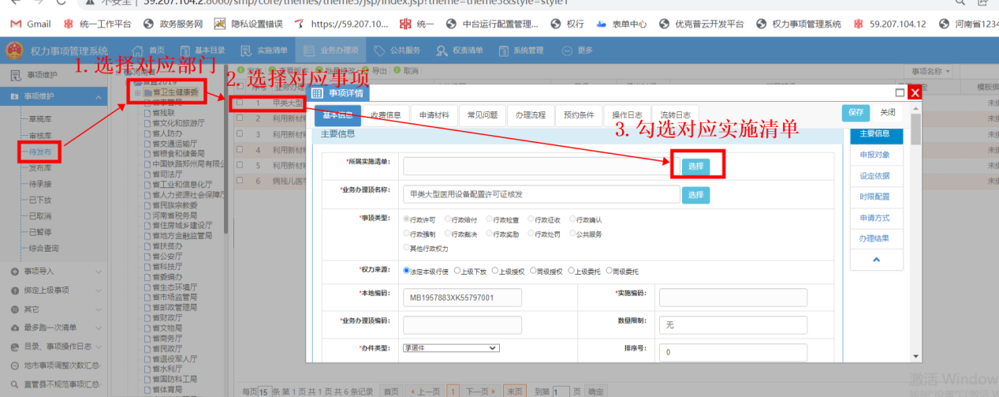 不安全 | 59.207.104.2:8060/smp/core/themes/theme3/jsp/index.jsp?theme=theme3&style=style1
Gmail 统一工作平台 政务服务网 隐私设置错误 https://59.207.10... 统一 中台运行配置管理... 权行 表单中心 优克普云开发平台 权力事项管理系统 59.207.104.12 河南省1234
权力事项管理系统 首页 基本目录 实施清单 业务办理项 公共服务 权责清单 系统管理 更多
1. 选择对应部门
2. 选择对应事项
3. 勾选对应实施清单
事项维护
事项维护
草稿库
审核库
待发布
发布库
待承接
已下放
已取消
已暂停
综合查询
事项导入
绑定上级事项
其它
最多跑一次清单
目录、事项操作日志
地市事项调整次数汇总
直管县不规范事项汇总
河南省
省直2019
省卫生健康委
省残联
省文化和旅游厅
省人防办
省交通运输厅
省粮食和储备局
中国铁路郑州局有限公
省司法厅
省工业和信息化厅
省人力资源社会保障厅
省民族宗教委
河南省税务局
省住房城乡建设厅
省地方金融监管局
省扶贫办
省公安厅
省科技厅
省委编办
省生态环境厅
省市场监管局
省邮政管理局
省财政厅
省文物局
省商务厅
省民政厅
省退役军人厅
省水利厅
省国防科工局
省体育局
导出 取消
事项名称
模板绑
1 甲类大型
2 利用新材料
3 利用新材料
4 利用新材料
5 利用新材料
6 病残儿医学
事项详情
基本信息 收费信息 申请材料 常见问题 办理流程 预约条件 操作日志 流转日志
保存 关闭
主要信息
*所属实施清单: 选择
*业务办理项名称: 甲类大型医用设备配置许可证核发 选择
*事项类型: 行政许可 行政给付 行政检查 行政征收 行政确认
行政强制 行政裁决 行政奖励 行政处罚 公共服务
其他行政权力
*权力来源: 法定本级行使 上级下放 上级授权 同级授权 上级委托 同级委托
*本地编码: MB1957883XK55797001 *实施编码:
*业务办理项编码: 数量限制: 无
*办件类型: 承诺件 排序号: 0
主要信息
申报对象
设定依据
时限配置
申请方式
办理结果
每页 15 条 第 1 页 共 1 页 共 6 条记录 首页 上一页 1 下一页 末页 到第 1 页 确定
激活 Window